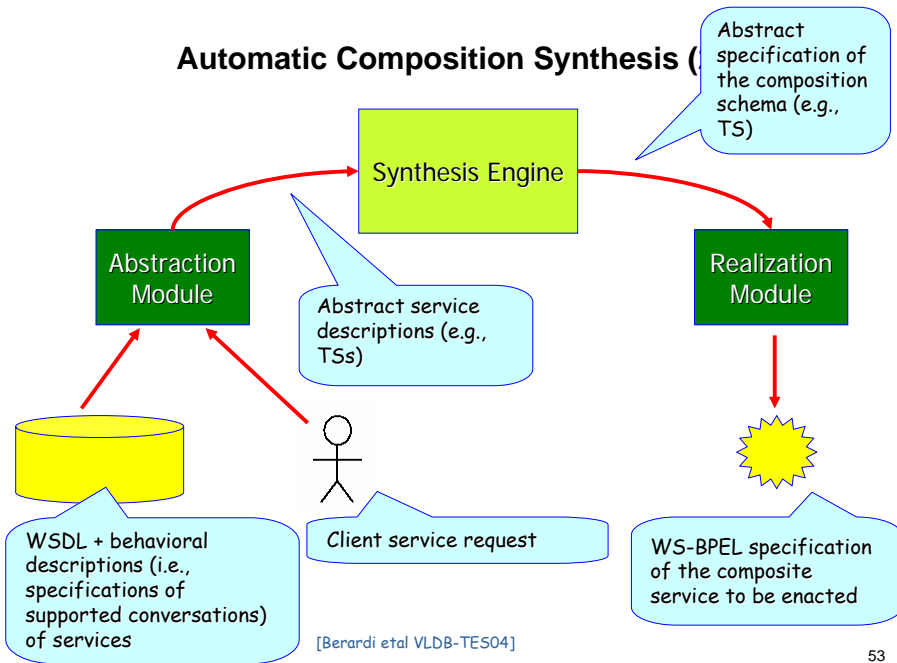 Automatic Composition Synthesis (
Abstract
specification of
the composition
schema (e.g.,
TS)
Synthesis Engine
Abstraction
Module
Realization
Module
Abstract service
descriptions (e.g.,
TSs)
WSDL + behavioral
descriptions (i.e.,
specifications of
supported conversations)
of services
Client service request
WS-BPEL specification
of the composite
service to be enacted
[Berardi etal VLDB-TES04]
53